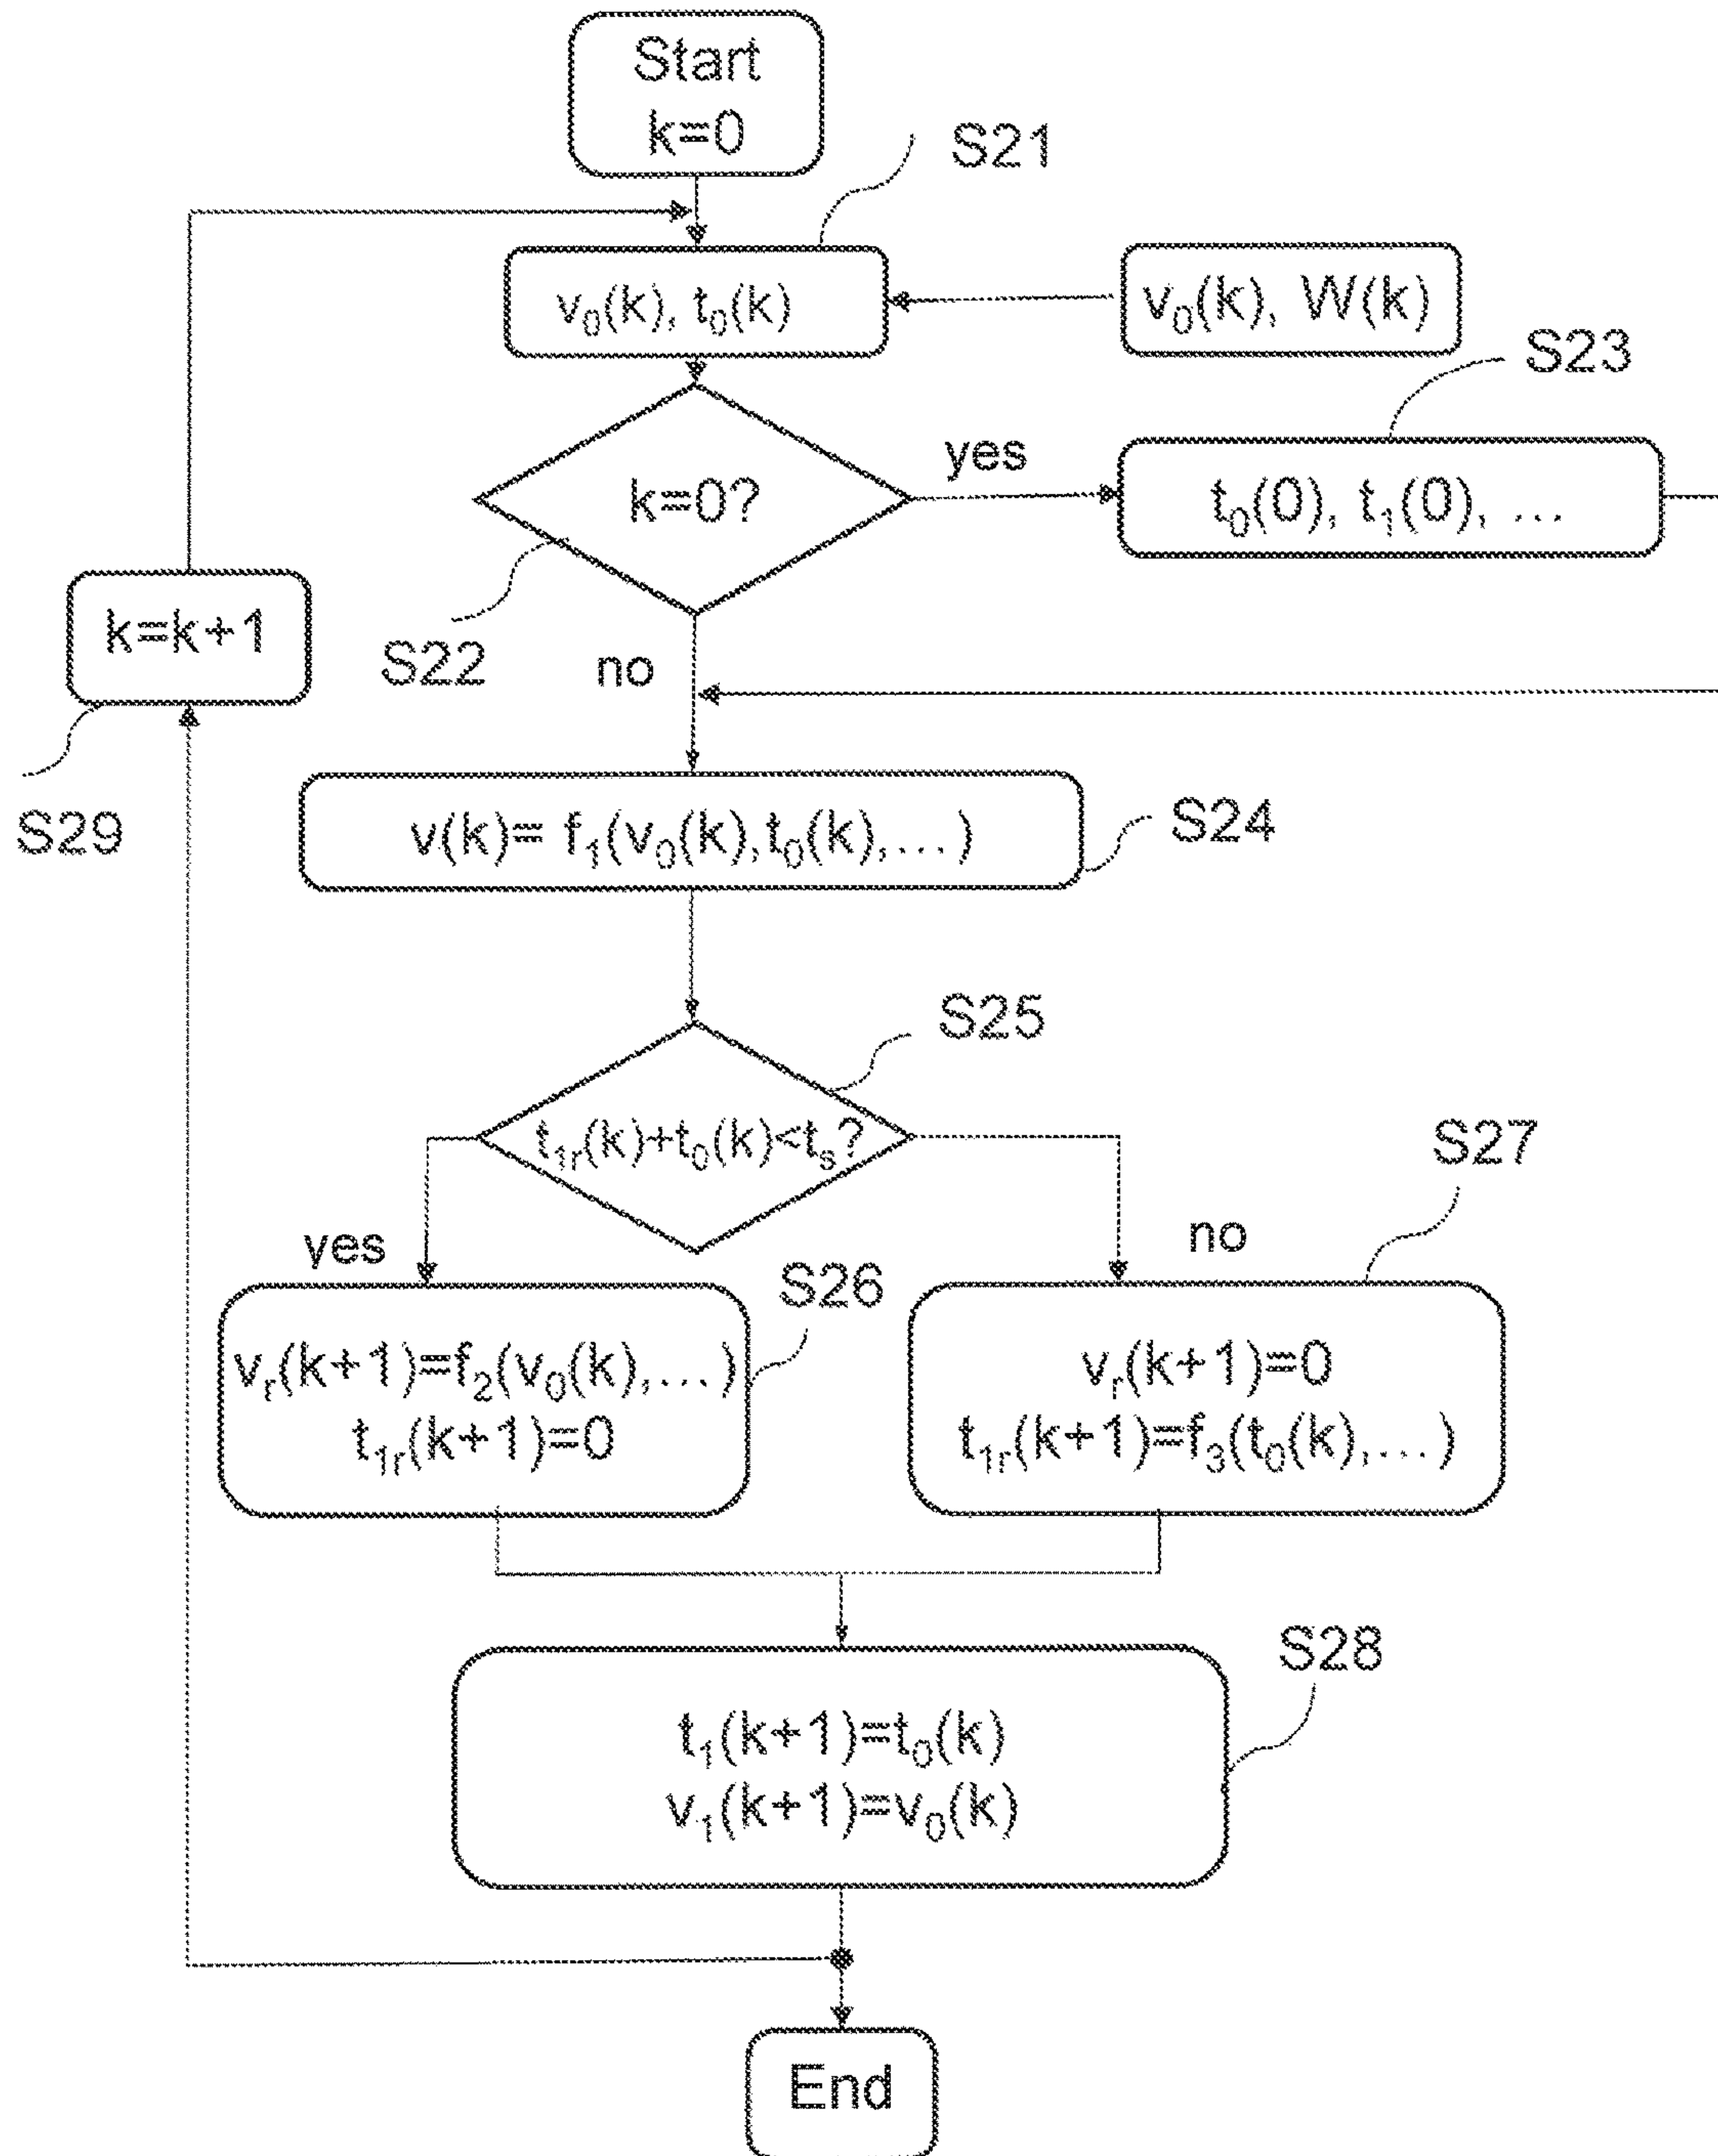 Start
k=0
S21
v₀(k), t₀(k)
v₀(k), W(k)
S23
k=0?
yes
t₀(0), t₁(0), ...
S22
no
k=k+1
S29
v(k)= f₁(v₀(k),t₀(k),...)
S24
S25
t₁ᵣ(k)+t₀(k)<tₛ?
yes
no
S27
S26
vᵣ(k+1)=f₂(v₀(k),...)
t₁ᵣ(k+1)=0
vᵣ(k+1)=0
t₁ᵣ(k+1)=f₃(t₀(k),...)
S28
t₁(k+1)=t₀(k)
v₁(k+1)=v₀(k)
End